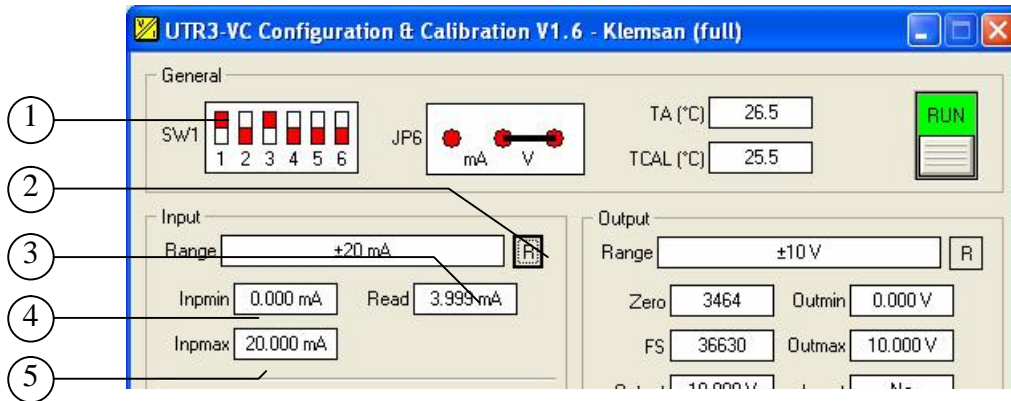 UTR3-VC Configuration & Calibration V1.6 - Klemsan (full)
General
1
SW1
1 2 3 4 5 6
JP6
mA V
TA (°C) 26.5
TCAL (°C) 25.5
RUN
2
Input
Range ±20 mA R
3
Inpmin 0.000 mA Read 3.999 mA
4
Inpmax 20.000 mA
5
Output
Range ±10 V R
Zero 3464 Outmin 0.000 V
FS 36630 Outmax 10.000 V
10.000 V